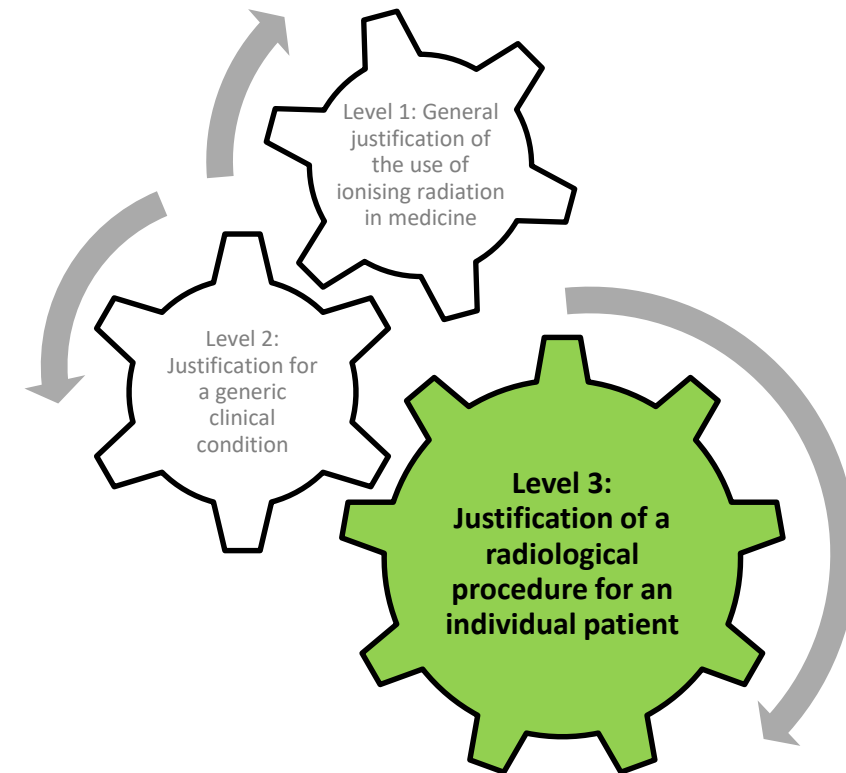 Level 1: General
justification of
the use of
ionising radiation
in medicine
Level 2:
Justification for
a generic
clinical
condition
Level 3:
Justification of a
radiological
procedure for an
individual patient